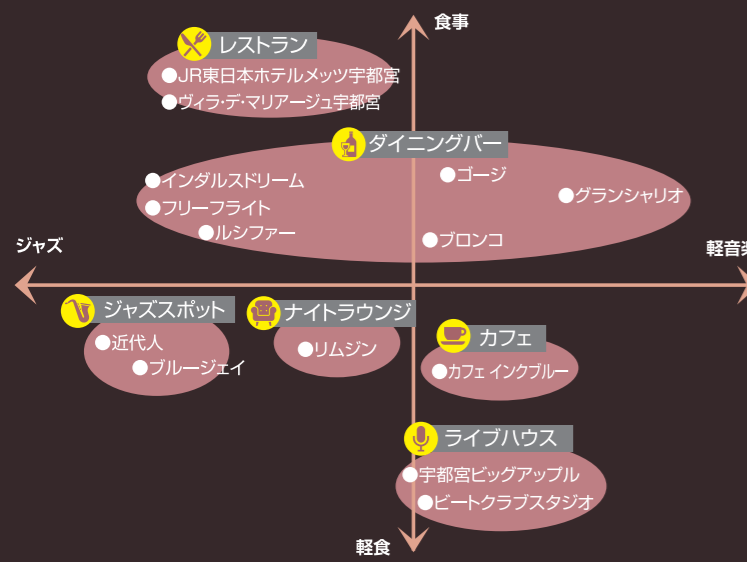 食事
レストラン
JR東日本ホテルメッツ宇都宮
ヴィラ・デ・マリアージュ宇都宮
ダイニングバー
インダルスドリーム
フリーフライト
ルシファー
ゴージ
グランシャリオ
ブロンコ
ジャズ
軽音楽
ジャズスポット
近代人
ブルージェイ
ナイトラウンジ
リムジン
カフェ
カフェ インクブルー
ライブハウス
宇都宮ビッグアップル
ビートクラブスタジオ
軽食